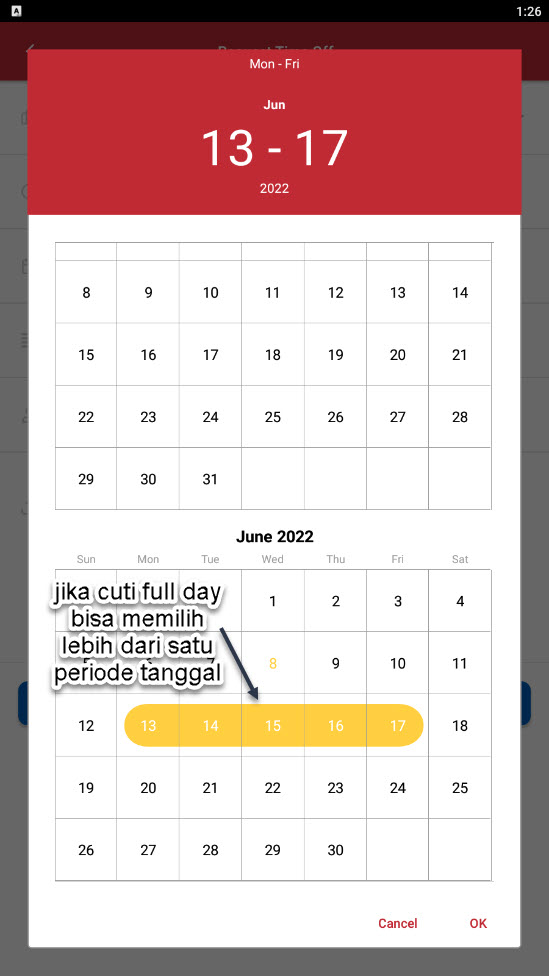 A 1:26
Request Time Off
Mon - Fri
Jun
13 - 17
2022
8 9 10 11 12 13 14
15 16 17 18 19 20 21
22 23 24 25 26 27 28
29 30 31
June 2022
Sun Mon Tue Wed Thu Fri Sat
1 2 3 4
jika cuti full day
bisa memilih
lebih dari satu
periode tanggal
8 9 10 11
12 13 14 15 16 17 18
19 20 21 22 23 24 25
26 27 28 29 30
Cancel OK